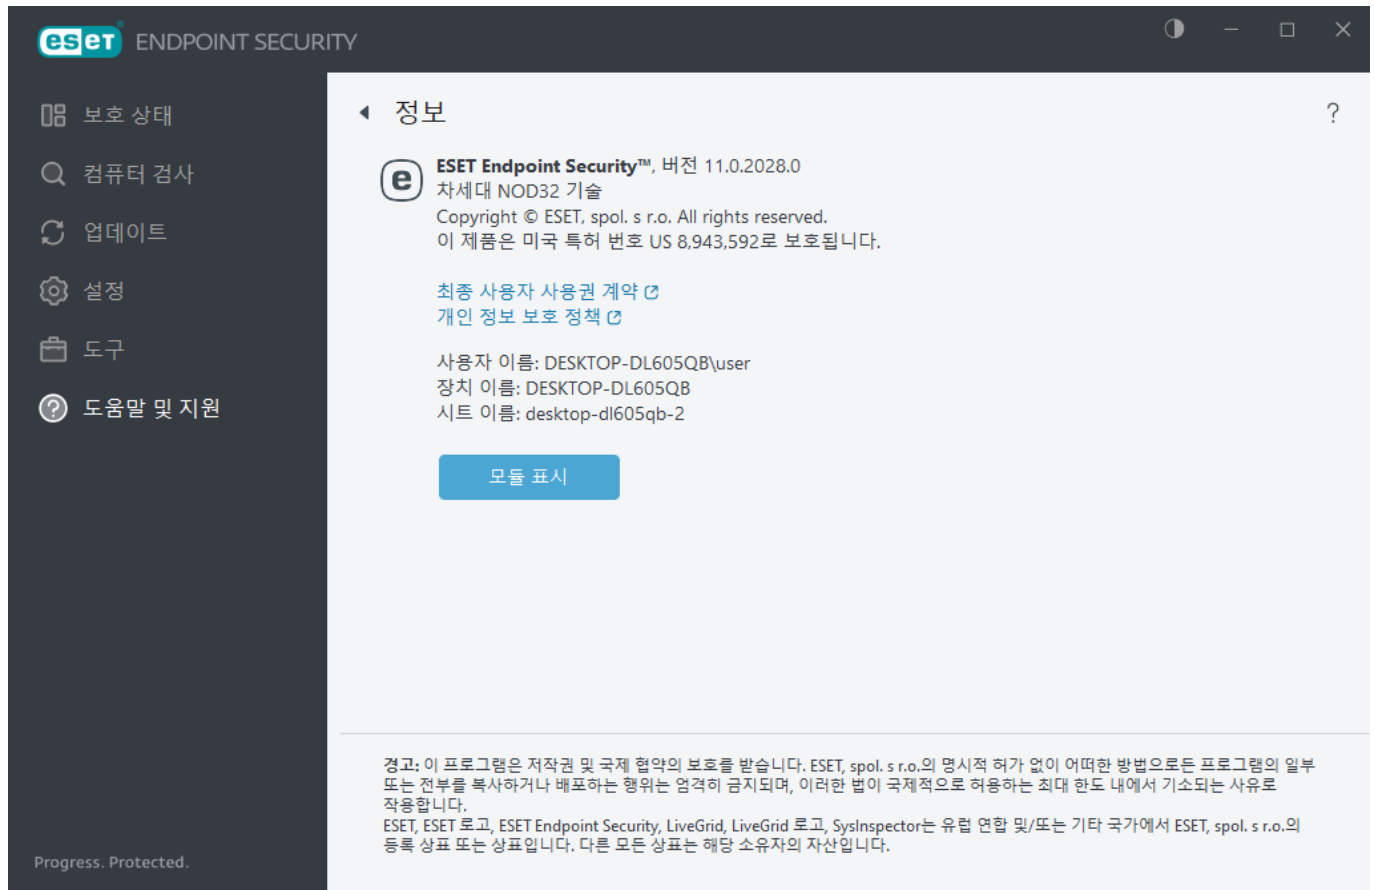 eset ENDPOINT SECURITY
보호 상태
컴퓨터 검사
업데이트
설정
도구
도움말 및 지원
Progress. Protected.
정보
?
e
ESET Endpoint Security™, 버전 11.0.2028.0
차세대 NOD32 기술
Copyright © ESET, spol. s r.o. All rights reserved.
이 제품은 미국 특허 번호 US 8,943,592로 보호됩니다.
최종 사용자 사용권 계약
개인 정보 보호 정책
사용자 이름: DESKTOP-DL605QB\user
장치 이름: DESKTOP-DL605QB
시트 이름: desktop-dl605qb-2
모듈 표시
경고: 이 프로그램은 저작권 및 국제 협약의 보호를 받습니다. ESET, spol. s r.o.의 명시적 허가 없이 어떠한 방법으로든 프로그램의 일부
또는 전부를 복사하거나 배포하는 행위는 엄격히 금지되며, 이러한 법이 국제적으로 허용하는 최대 한도 내에서 기소되는 사유로
작용합니다.
ESET, ESET 로고, ESET Endpoint Security, LiveGrid, LiveGrid 로고, SysInspector는 유럽 연합 및/또는 기타 국가에서 ESET, spol. s r.o.의
등록 상표 또는 상표입니다. 다른 모든 상표는 해당 소유자의 자산입니다.